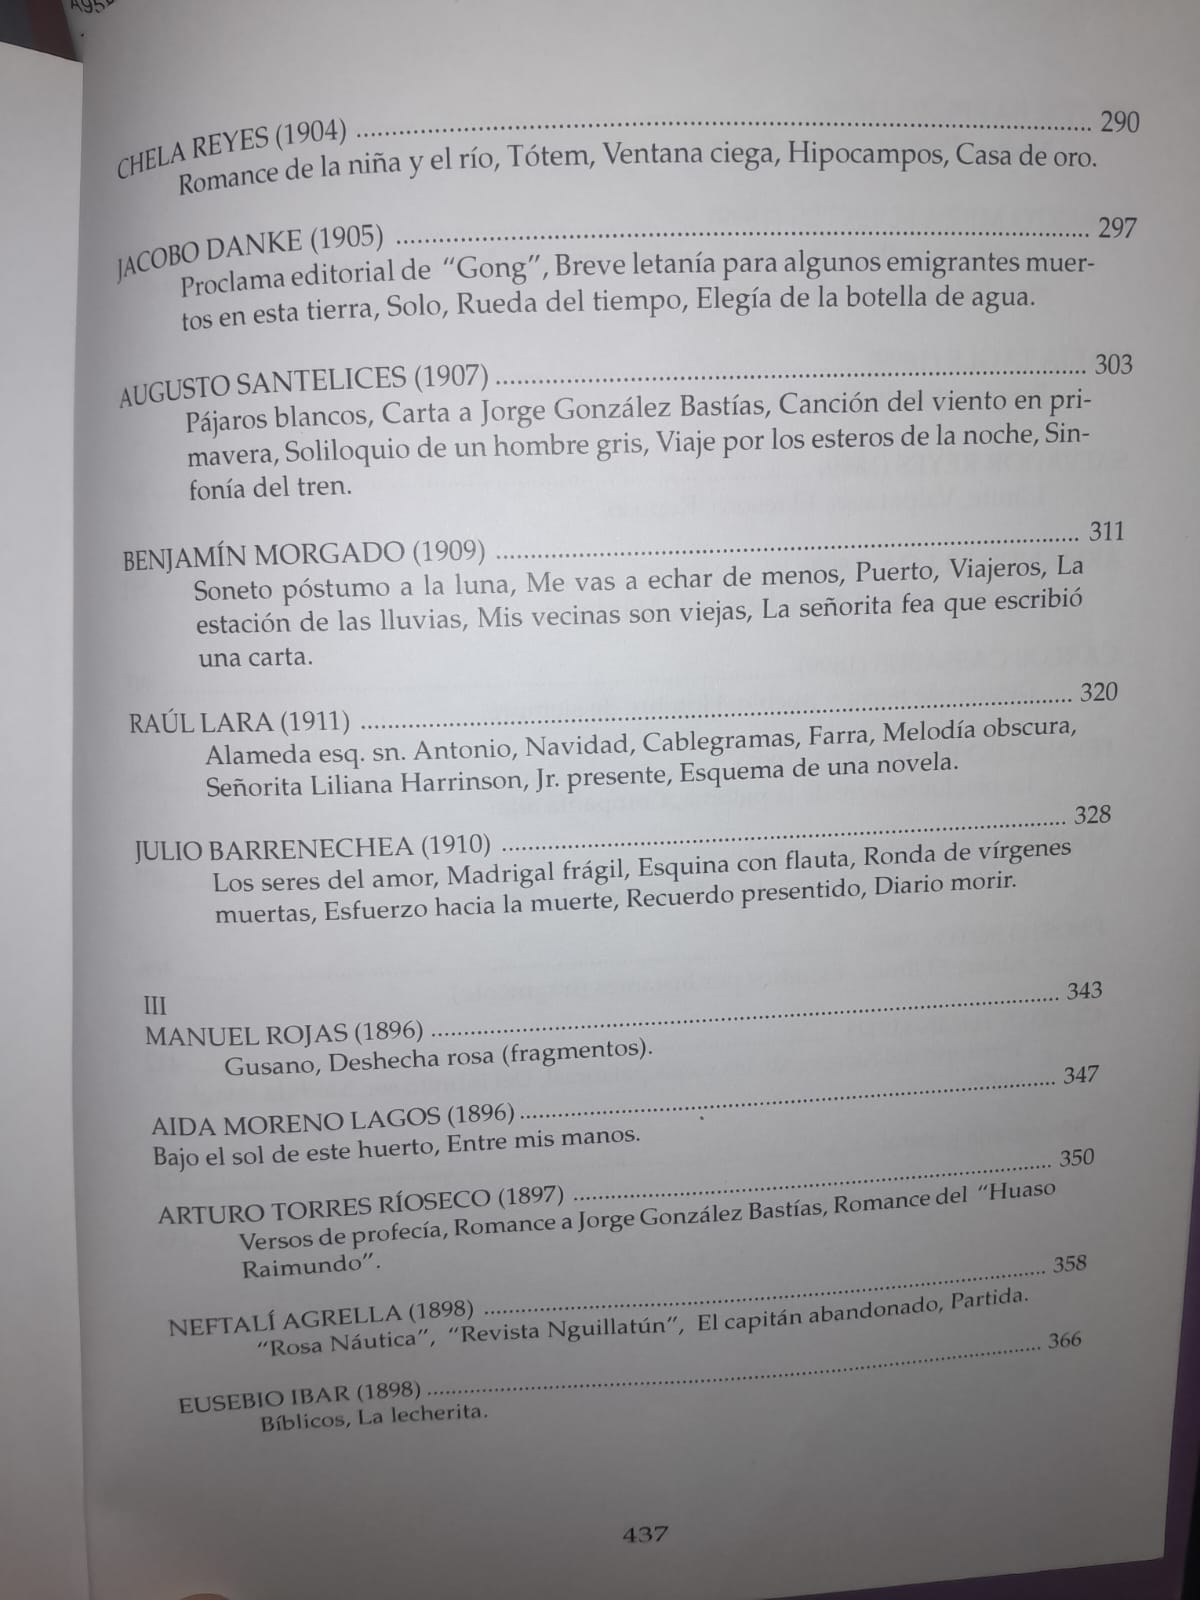 CHELA REYES (1904) ........ 290
Romance de la niña y el río, Tótem, Ventana ciega, Hipocampos, Casa de oro.
JACOBO DANKE (1905) ........ 297
Proclama editorial de “Gong”, Breve letanía para algunos emigrantes muer-
tos en esta tierra, Solo, Rueda del tiempo, Elegía de la botella de agua.
AUGUSTO SANTELICES (1907) ........ 303
Pájaros blancos, Carta a Jorge González Bastías, Canción del viento en pri-
mavera, Soliloquio de un hombre gris, Viaje por los esteros de la noche, Sin-
fonía del tren.
BENJAMÍN MORGADO (1909) ........ 311
Soneto póstumo a la luna, Me vas a echar de menos, Puerto, Viajeros, La
estación de las lluvias, Mis vecinas son viejas, La señorita fea que escribió
una carta.
RAÚL LARA (1911) ........ 320
Alameda esq. sn. Antonio, Navidad, Cablegramas, Farra, Melodía obscura,
Señorita Liliana Harrinson, Jr. presente, Esquema de una novela.
JULIO BARRENECHEA (1910) ........ 328
Los seres del amor, Madrigal frágil, Esquina con flauta, Ronda de vírgenes
muertas, Esfuerzo hacia la muerte, Recuerdo presentido, Diario morir.
III
MANUEL ROJAS (1896) ........ 343
Gusano, Deshecha rosa (fragmentos).
AIDA MORENO LAGOS (1896) ........ 347
Bajo el sol de este huerto, Entre mis manos.
ARTURO TORRES RÍOSECO (1897) ........ 350
Versos de profecía, Romance a Jorge González Bastías, Romance del “Huaso
Raimundo”.
NEFTALÍ AGRELLA (1898) ........ 358
“Rosa Náutica”, “Revista Nguillatún”, El capitán abandonado, Partida.
EUSEBIO IBAR (1898) ........ 366
Bíblicos, La lecherita.
437